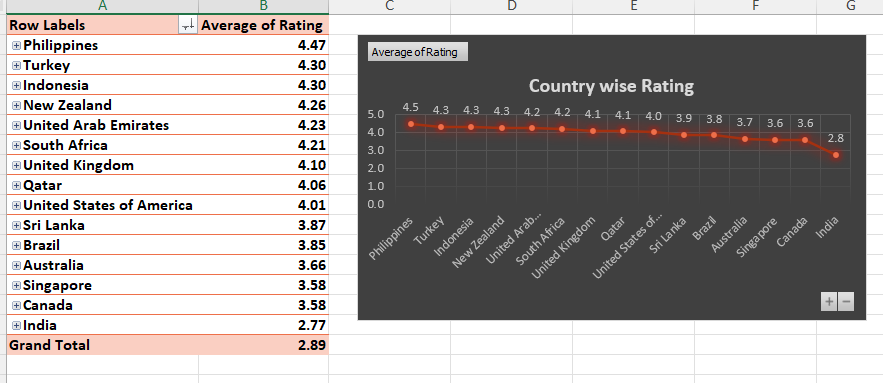 A B C D E F G
Row Labels Average of Rating
Philippines 4.47
Turkey 4.30
Indonesia 4.30
New Zealand 4.26
United Arab Emirates 4.23
South Africa 4.21
United Kingdom 4.10
Qatar 4.06
United States of America 4.01
Sri Lanka 3.87
Brazil 3.85
Australia 3.66
Singapore 3.58
Canada 3.58
India 2.77
Grand Total 2.89
Average of Rating
Country wise Rating
4.5 4.3 4.3 4.3 4.2 4.2 4.1 4.1 4.0 3.9 3.8 3.7 3.6 3.6 2.8
5.0
4.0
3.0
2.0
1.0
0.0
Philippines
Turkey
Indonesia
New Zealand
United Arab...
South Africa
United Kingdom
Qatar
United States of...
Sri Lanka
Brazil
Australia
Singapore
Canada
India
+ −